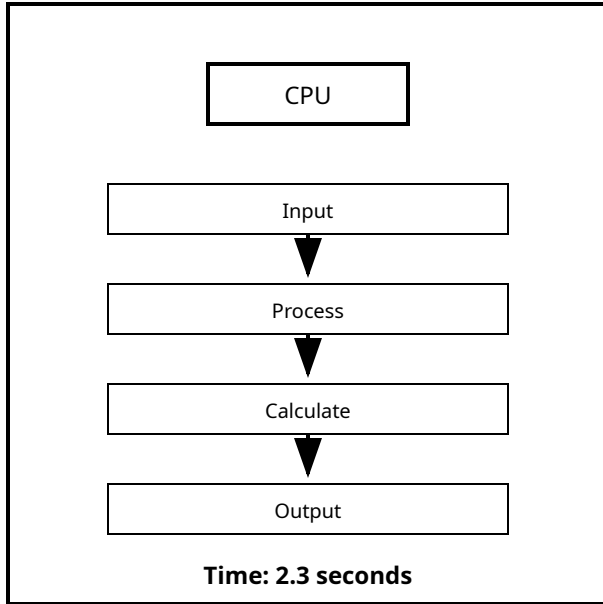 CPU
Input
Process
Calculate
Output
Time: 2.3 seconds